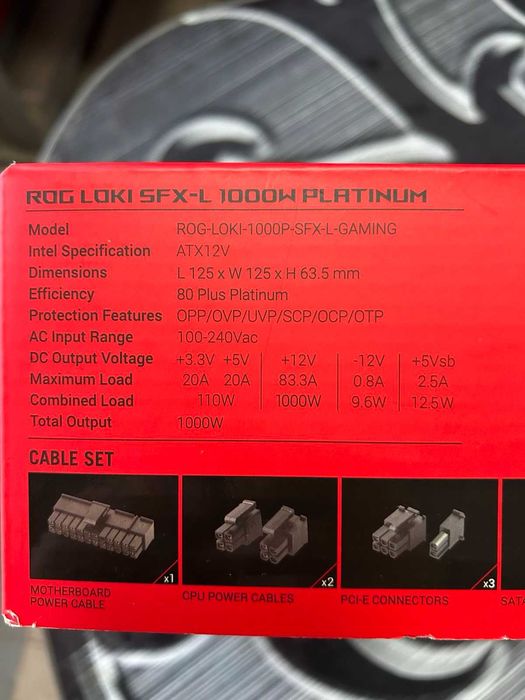 ROG LOKI SFX-L 1000W PLATINUM
Model ROG-LOKI-1000P-SFX-L-GAMING
Intel Specification ATX12V
Dimensions L 125 x W 125 x H 63.5 mm
Efficiency 80 Plus Platinum
Protection Features OPP/OVP/UVP/SCP/OCP/OTP
AC Input Range 100-240Vac
DC Output Voltage +3.3V +5V +12V -12V +5Vsb
Maximum Load 20A 20A 83.3A 0.8A 2.5A
Combined Load 110W 1000W 9.6W 12.5W
Total Output 1000W
CABLE SET
x1 x2 x3
MOTHERBOARD CPU POWER CABLES PCI-E CONNECTORS SATA
POWER CABLE